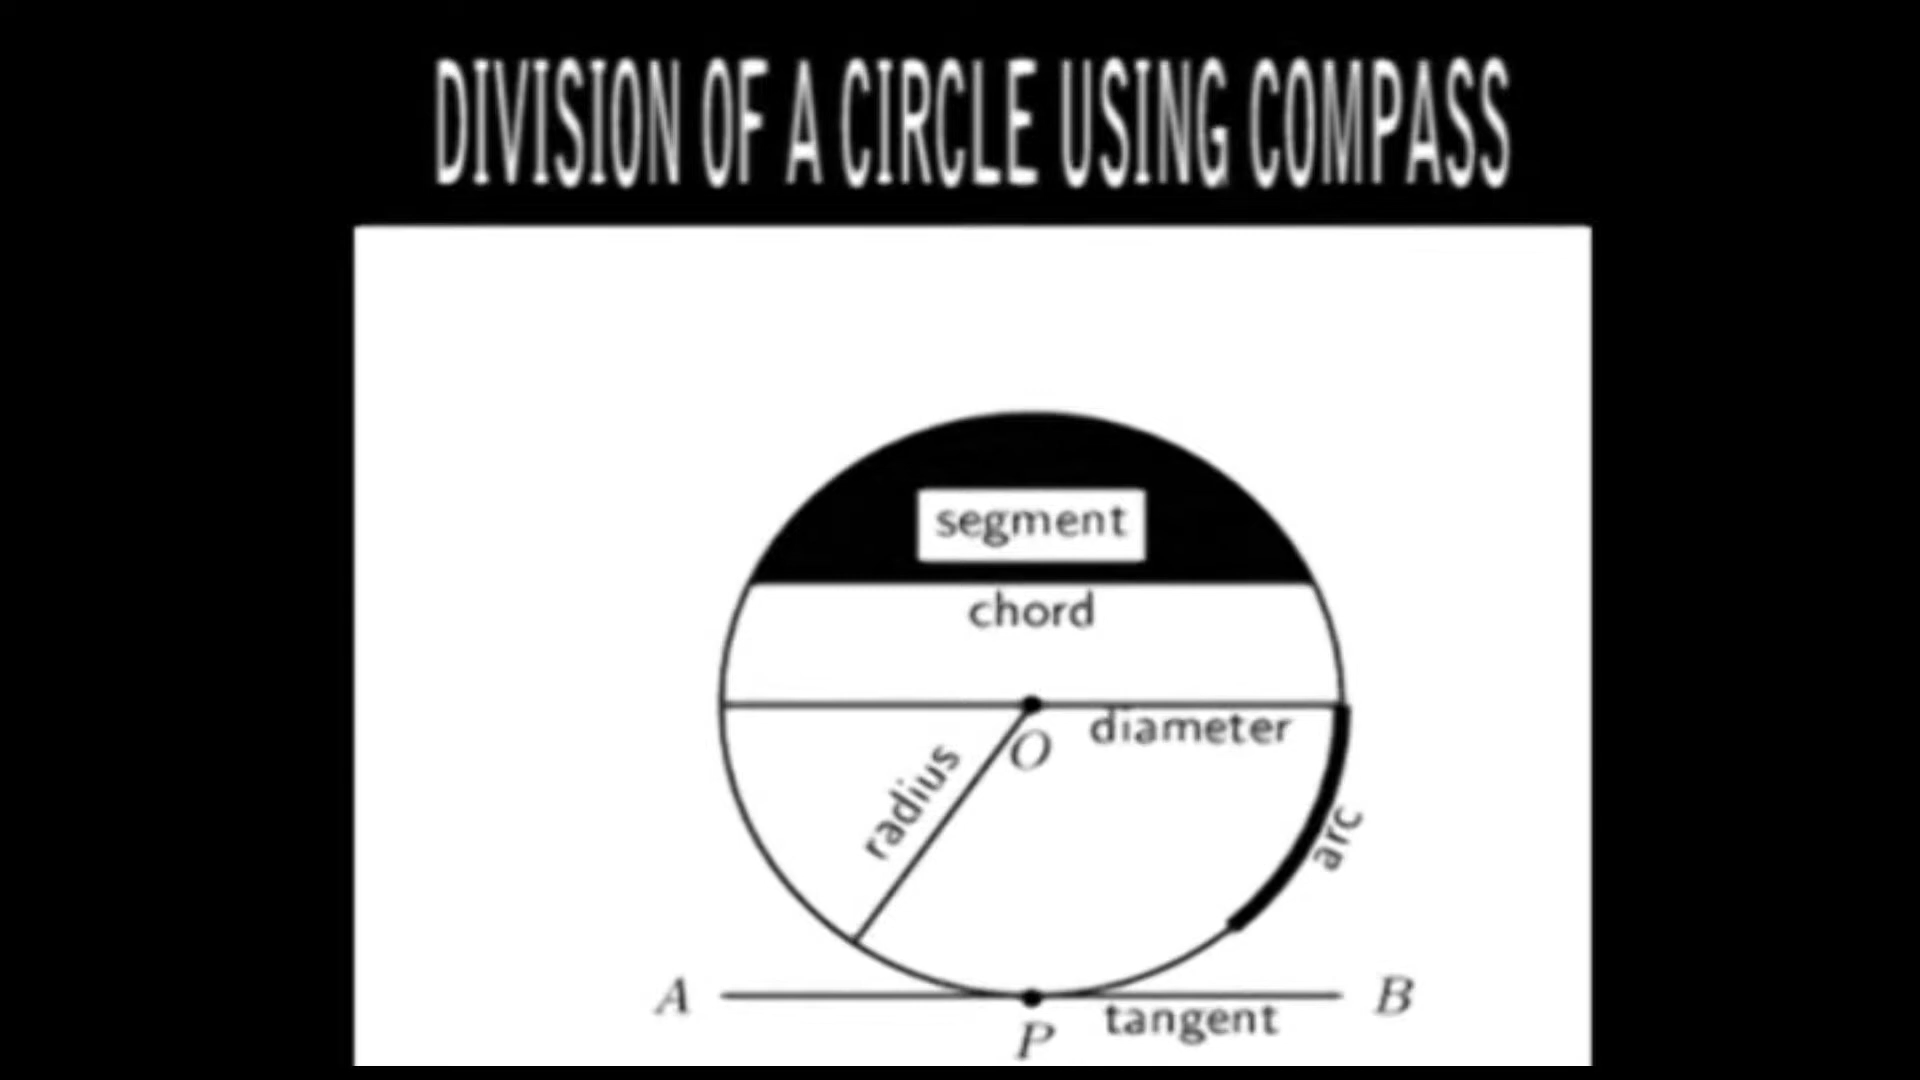 DIVISION OF A CIRCLE USING COMPASS
segment
chord
diameter
O
radius
arc
A
B
tangent
P